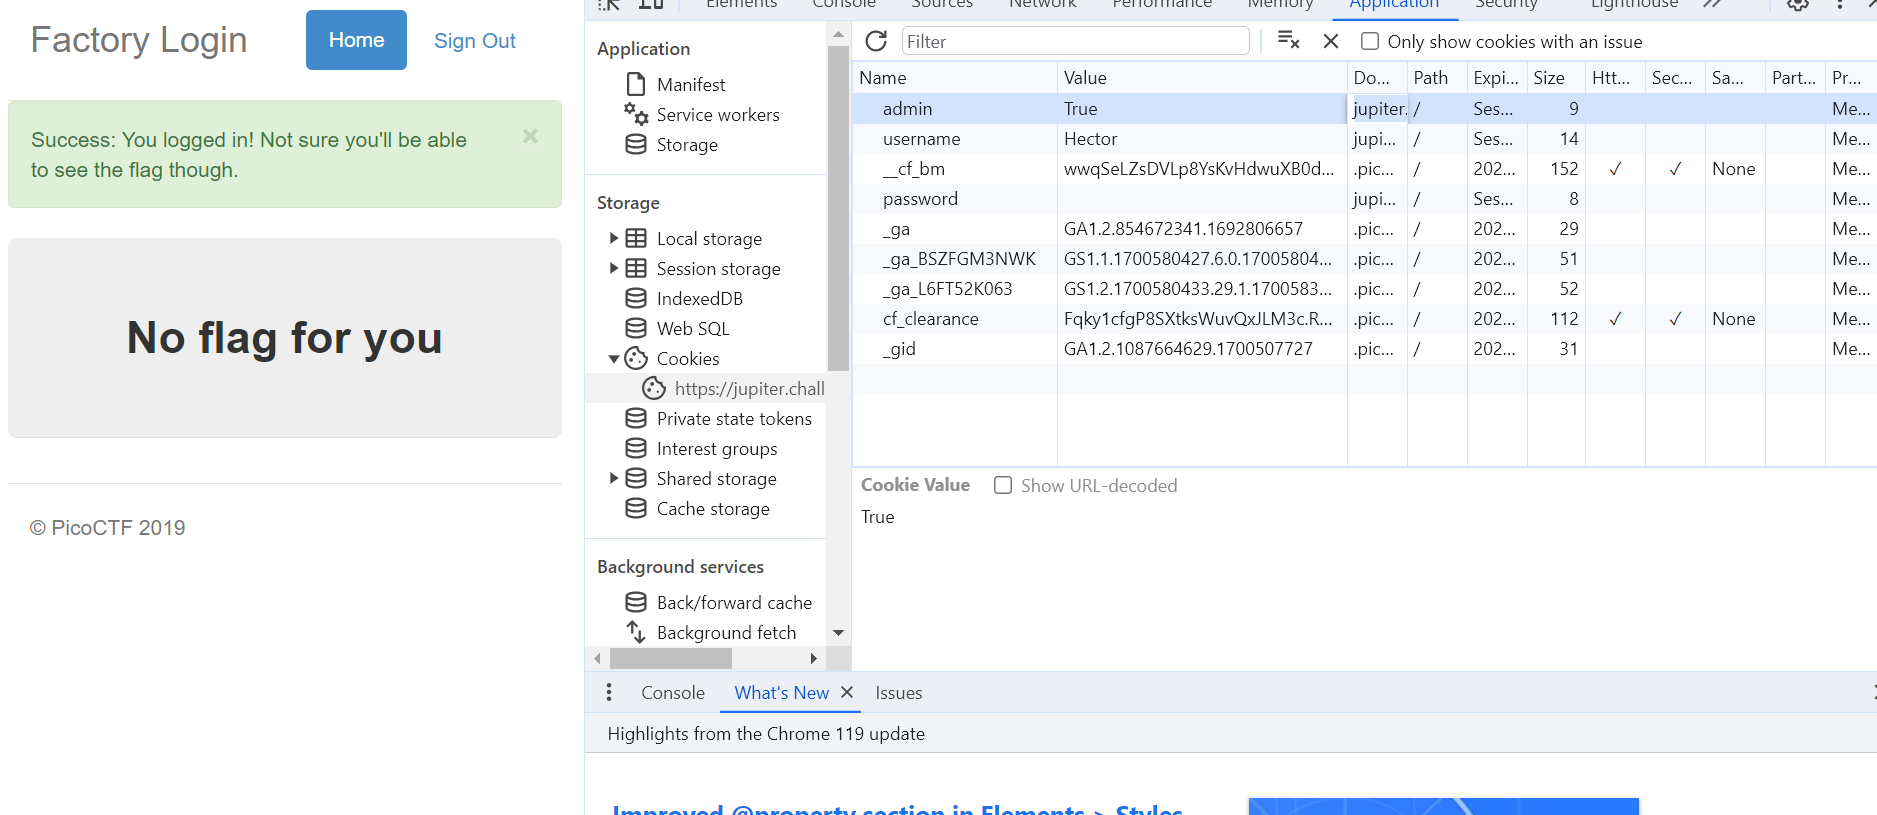 Factory Login
Home
Sign Out
Success: You logged in! Not sure you'll be able
to see the flag though.
×
No flag for you
© PicoCTF 2019
Elements Console Sources Network Performance Memory Application Security Lighthouse
Application
Manifest
Service workers
Storage
Storage
Local storage
Session storage
IndexedDB
Web SQL
Cookies
https://jupiter.chall
Private state tokens
Interest groups
Shared storage
Cache storage
Background services
Back/forward cache
Background fetch
Filter
Only show cookies with an issue
Name Value Do... Path Expi... Size Htt... Sec... Sa... Part... Pr...
admin True jupiter. / Ses... 9 Me...
username Hector jupi... / Ses... 14 Me...
__cf_bm wwqSeLZsDVLp8YsKvHdwuXB0d... .pic... / 202... 152 ✓ ✓ None Me...
password jupi... / Ses... 8 Me...
_ga GA1.2.854672341.1692806657 .pic... / 202... 29 Me...
_ga_BSZFGM3NWK GS1.1.1700580427.6.0.17005804... .pic... / 202... 51 Me...
_ga_L6FT52K063 GS1.2.1700580433.29.1.1700583... .pic... / 202... 52 Me...
cf_clearance Fqky1cfgP8SXtksWuvQxJLM3c.R... .pic... / 202... 112 ✓ ✓ None Me...
_gid GA1.2.1087664629.1700507727 .pic... / 202... 31 Me...
Cookie Value Show URL-decoded
True
Console What's New Issues
Highlights from the Chrome 119 update
Improved @property section in Elements > Styles